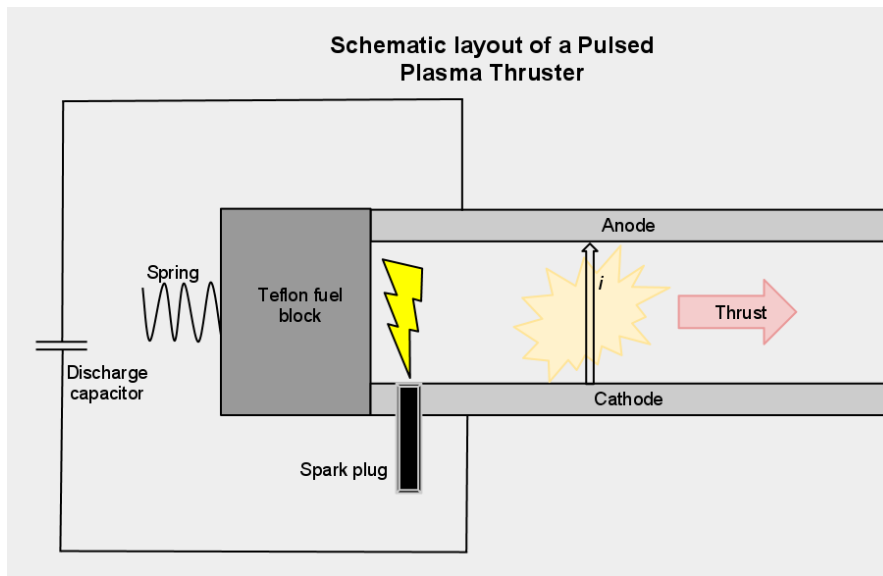 Schematic layout of a Pulsed
Plasma Thruster
Anode
Spring
i
Teflon fuel
block
Thrust
Discharge
capacitor
Cathode
Spark plug